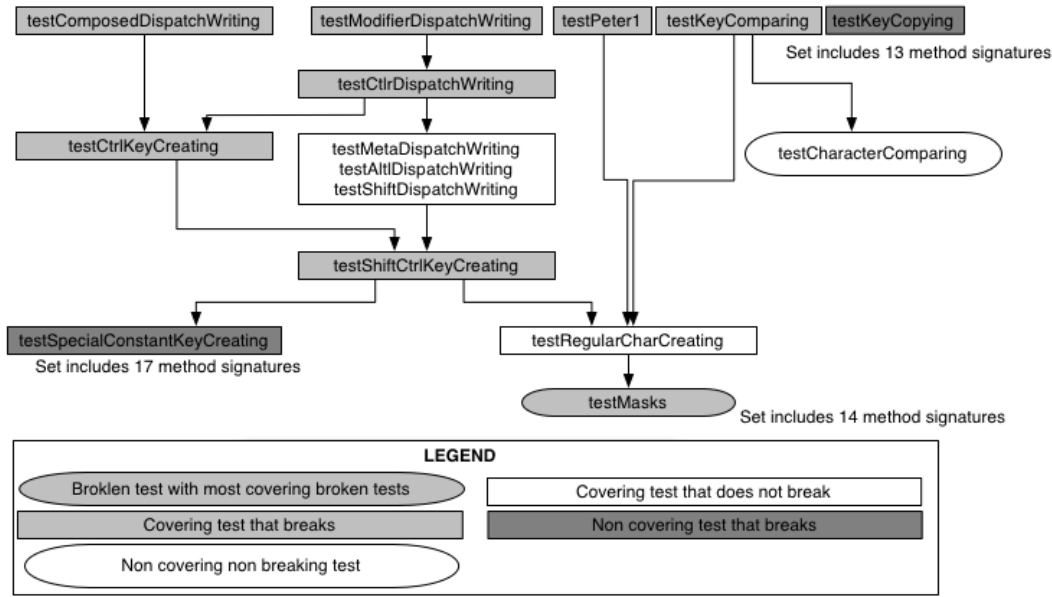 testComposedDispatchWriting
testModifierDispatchWriting
testPeter1
testKeyComparing
testKeyCopying
Set includes 13 method signatures
testCtlrDispatchWriting
testCtrlKeyCreating
testMetaDispatchWriting
testAltlDispatchWriting
testShiftDispatchWriting
testCharacterComparing
testShiftCtrlKeyCreating
testSpecialConstantKeyCreating
Set includes 17 method signatures
testRegularCharCreating
testMasks
Set includes 14 method signatures
LEGEND
Broklen test with most covering broken tests
Covering test that does not break
Covering test that breaks
Non covering test that breaks
Non covering non breaking test